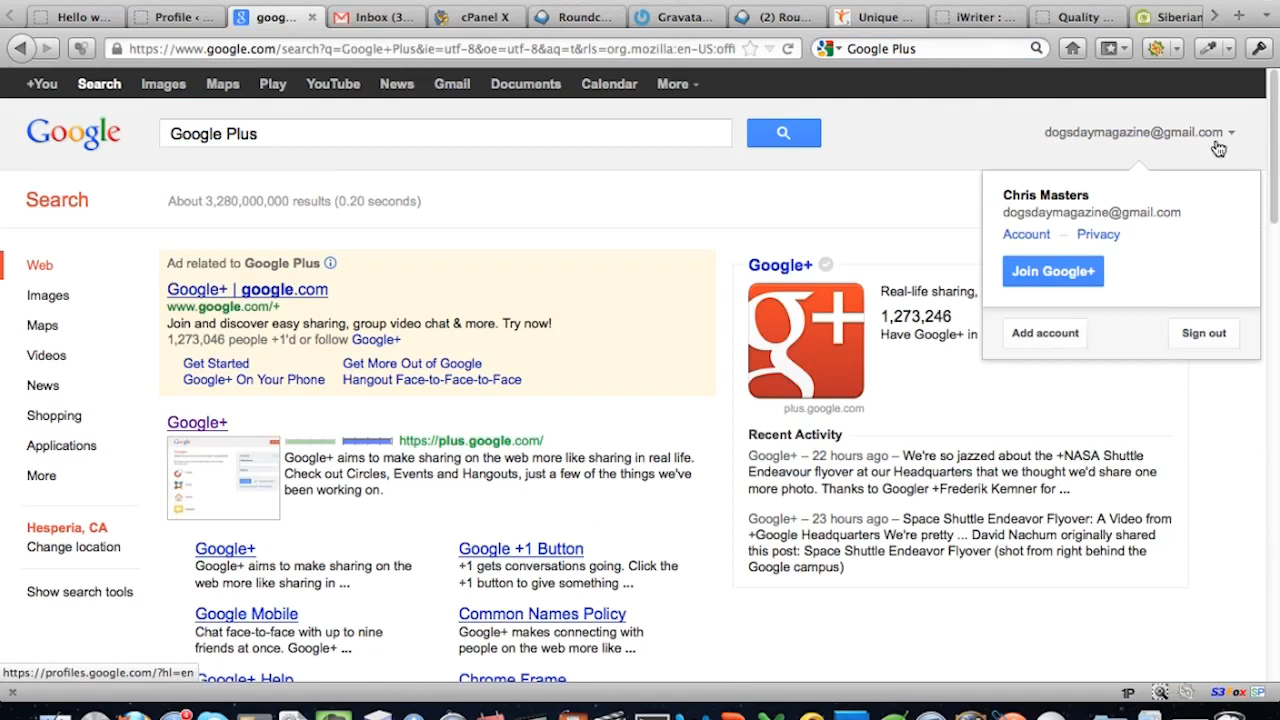 Hello w...
Profile ‹ ...
goog...
Inbox (3...
cPanel X
Roundc...
Gravata...
(2) Rou...
Unique ...
iWriter : ...
Quality ...
Siberian
https://www.google.com/search?q=Google+Plus&ie=utf-8&oe=utf-8&aq=t&rls=org.mozilla:en-US:offi
Google Plus
+You Search Images Maps Play YouTube News Gmail Documents Calendar More
Google
Google Plus
dogsdaymagazine@gmail.com
Chris Masters
dogsdaymagazine@gmail.com
Account – Privacy
Join Google+
Add account
Sign out
Search
About 3,280,000,000 results (0.20 seconds)
Web
Images
Maps
Videos
News
Shopping
Applications
More
Hesperia, CA
Change location
Show search tools
Ad related to Google Plus
Google+ | google.com
www.google.com/+
Join and discover easy sharing, group video chat & more. Try now!
1,273,046 people +1'd or follow Google+
Get Started
Get More Out of Google
Google+ On Your Phone
Hangout Face-to-Face-to-Face
Google+
https://plus.google.com/
Google+ aims to make sharing on the web more like sharing in real life.
Check out Circles, Events and Hangouts, just a few of the things we've
been working on.
Google+
Google+ aims to make sharing on the
web more like sharing in ...
Google +1 Button
+1 gets conversations going. Click the
+1 button to give something ...
Google Mobile
Chat face-to-face with up to nine
friends at once. Google+ ...
Common Names Policy
Google+ makes connecting with
people on the web more like ...
Google+ Help
Chrome Frame
Google+
g+
Real-life sharing,
1,273,246
Have Google+ in
plus.google.com
Recent Activity
Google+ – 22 hours ago – We're so jazzed about the +NASA Shuttle
Endeavour flyover at our Headquarters that we thought we'd share one
more photo. Thanks to Googler +Frederik Kemner for ...
Google+ – 23 hours ago – Space Shuttle Endeavor Flyover: A Video from
+Google Headquarters We're pretty ... David Nachum originally shared
this post: Space Shuttle Endeavor Flyover (shot from right behind the
Google campus)
https://profiles.google.com/?hl=en
1P
S3Fox
SP